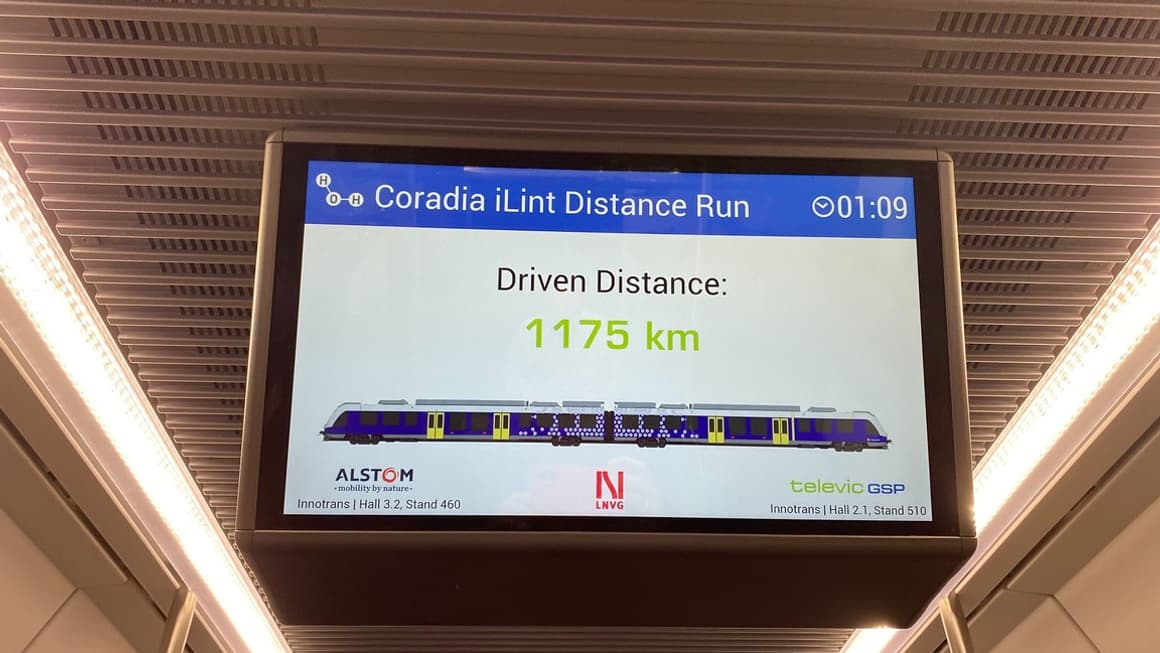 H
O H Coradia iLint Distance Run 01:09
Driven Distance:
1175 km
ALSTOM
• mobility by nature •
Innotrans | Hall 3.2, Stand 460
LNVG
televic GSP
Innotrans | Hall 2.1, Stand 510